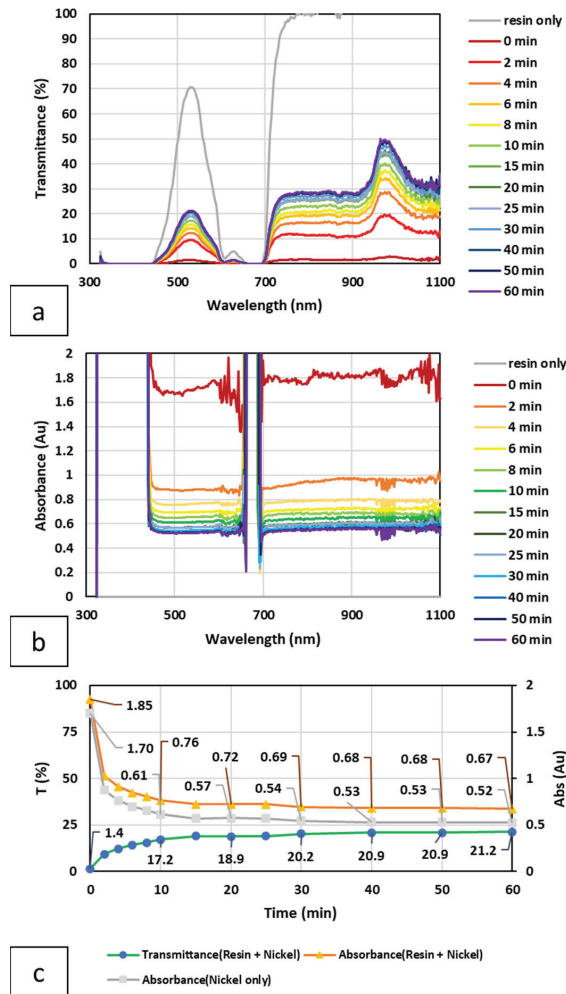 100
90
80
70
60
50
40
30
20
10
0
Transmittance (%)
300 500 700 900 1100
Wavelength (nm)
resin only
0 min
2 min
4 min
6 min
8 min
10 min
15 min
20 min
25 min
30 min
40 min
50 min
60 min
a
2
1.8
1.6
1.4
1.2
1
0.8
0.6
0.4
0.2
0
Absorbance (Au)
300 500 700 900 1100
Wavelength (nm)
resin only
0 min
2 min
4 min
6 min
8 min
10 min
15 min
20 min
25 min
30 min
40 min
50 min
60 min
b
100
75
50
25
0
T (%)
2
1.5
1
0.5
0
Abs (Au)
1.85
1.70 0.76 0.72 0.69 0.68 0.68 0.67
0.61 0.57 0.54 0.53 0.53 0.52
1.4 17.2 18.9 20.2 20.9 20.9 21.2
0 10 20 30 40 50 60
Time (min)
c
Transmittance(Resin + Nickel) Absorbance(Resin + Nickel)
Absorbance(Nickel only)